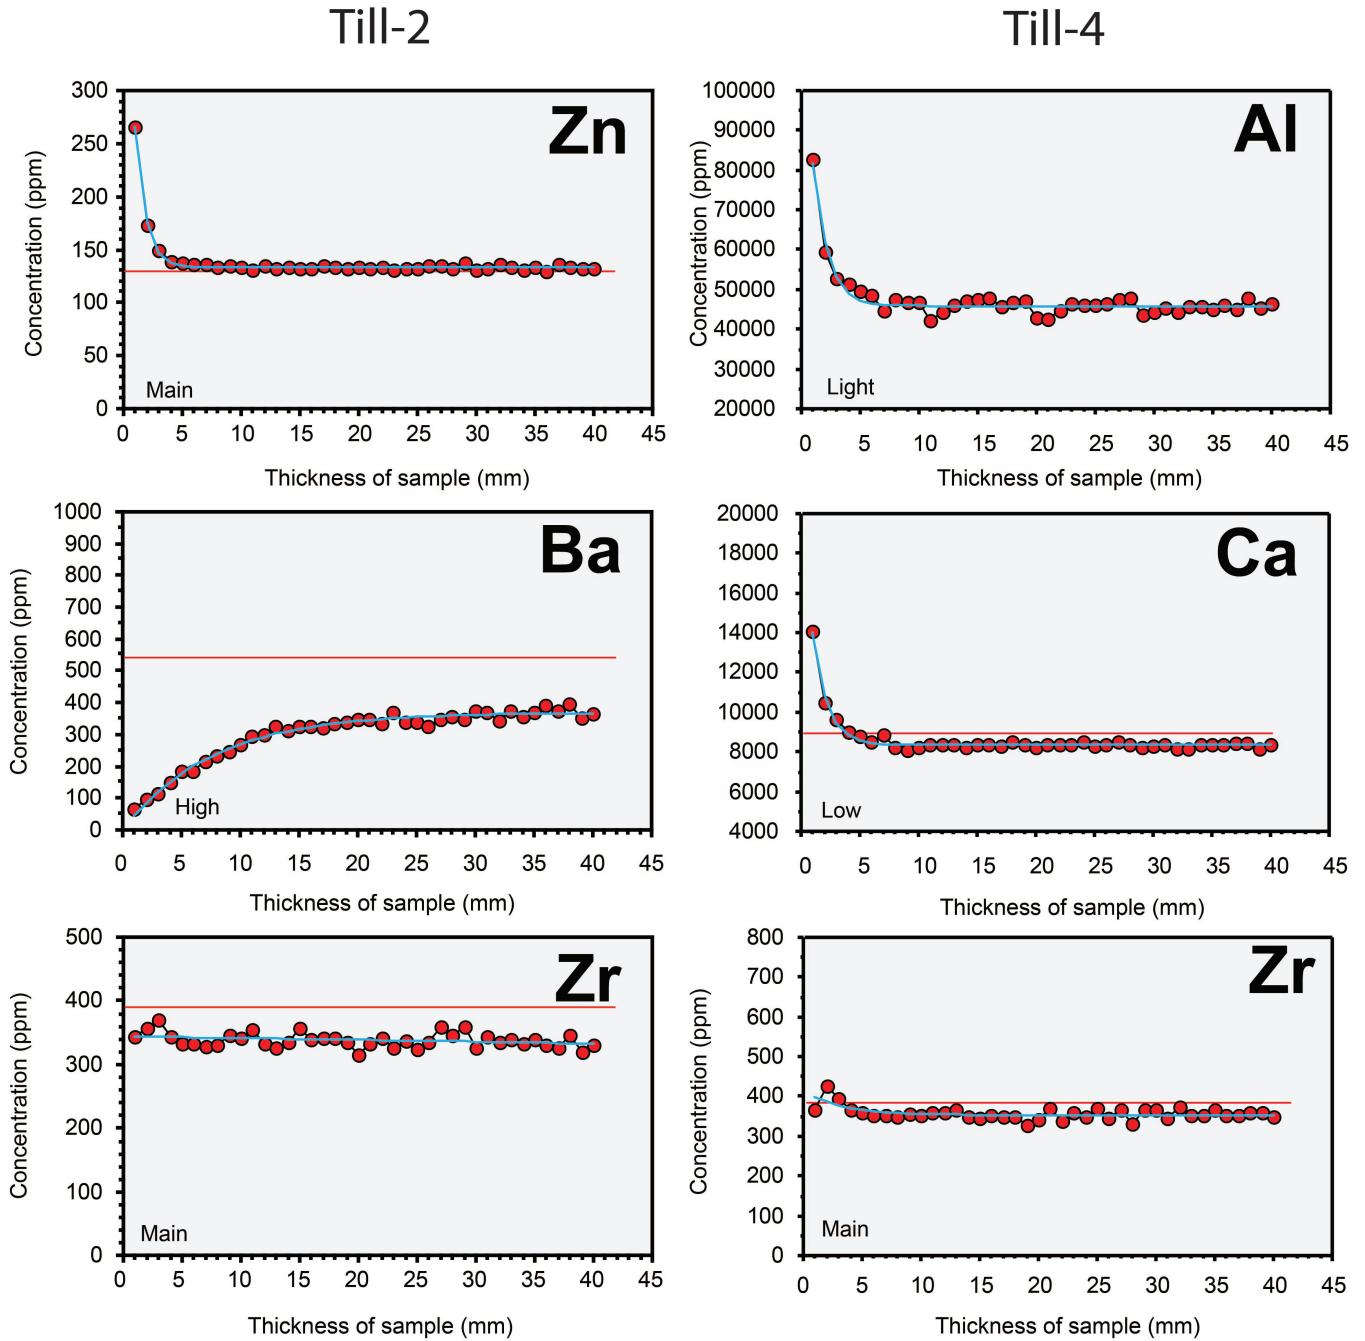 Till-2
Till-4
300
250
200
150
100
50
0
Concentration (ppm)
Zn
Main
0 5 10 15 20 25 30 35 40 45
Thickness of sample (mm)
100000
90000
80000
70000
60000
50000
40000
30000
20000
Concentration (ppm)
Al
Light
0 5 10 15 20 25 30 35 40 45
Thickness of sample (mm)
1000
900
800
700
600
500
400
300
200
100
0
Concentration (ppm)
Ba
High
0 5 10 15 20 25 30 35 40 45
Thickness of sample (mm)
20000
18000
16000
14000
12000
10000
8000
6000
4000
Concentration (ppm)
Ca
Low
0 5 10 15 20 25 30 35 40 45
Thickness of sample (mm)
500
400
300
200
100
0
Concentration (ppm)
Zr
Main
0 5 10 15 20 25 30 35 40 45
Thickness of sample (mm)
800
700
600
500
400
300
200
100
0
Concentration (ppm)
Zr
Main
0 5 10 15 20 25 30 35 40 45
Thickness of sample (mm)